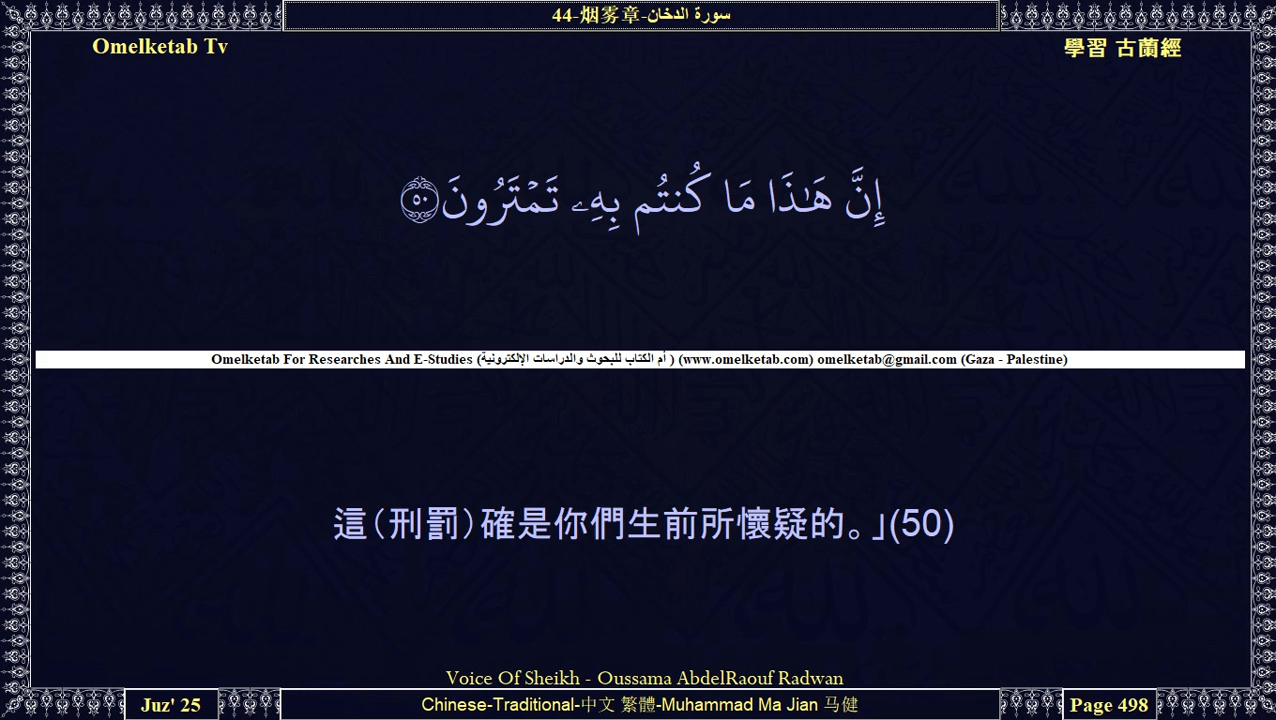 44-烟雾章-سورة الدخان
Omelketab Tv
學習 古蘭經
إِنَّ هَـٰذَا مَا كُنتُم بِهِۦ تَمْتَرُونَ ٥٠
Omelketab For Researches And E-Studies (أم الكتاب للبحوث والدراسات الإلكترونية ) (www.omelketab.com) omelketab@gmail.com (Gaza - Palestine)
這（刑罰）確是你們生前所懷疑的。」(50)
Voice Of Sheikh - Oussama AbdelRaouf Radwan
Juz' 25
Chinese-Traditional-中文 繁體-Muhammad Ma Jian 马健
Page 498